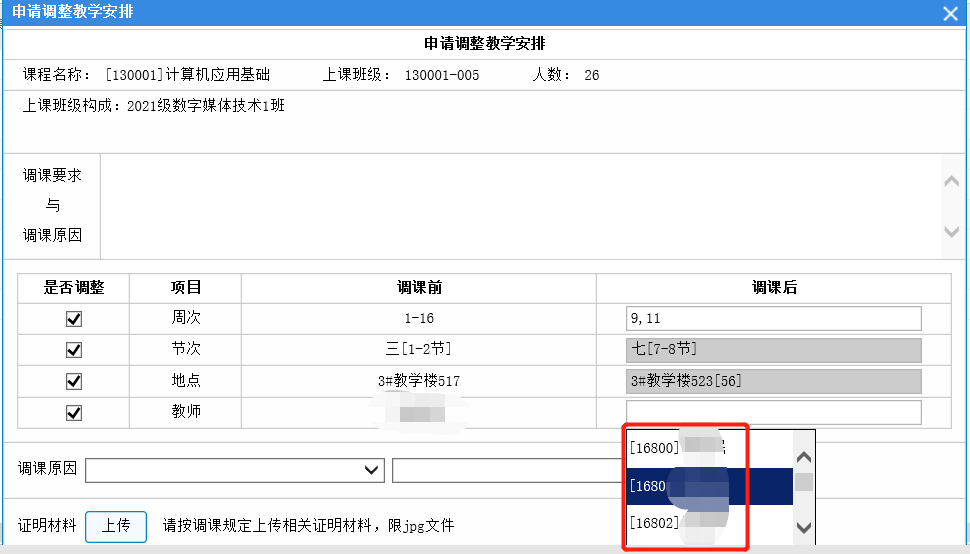 申请调整教学安排
申请调整教学安排
课程名称： [130001]计算机应用基础 上课班级： 130001-005 人数： 26
上课班级构成：2021级数字媒体技术1班
调课要求
与
调课原因
是否调整 项目 调课前 调课后
周次 1-16 9,11
节次 三[1-2节] 七[7-8节]
地点 3#教学楼517 3#教学楼523[56]
教师
[16800]
调课原因
[1680
[16802]
证明材料 上传 请按调课规定上传相关证明材料，限jpg文件